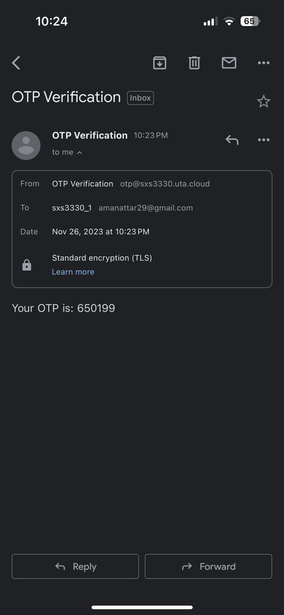 10:24
65
OTP Verification Inbox
OTP Verification 10:23 PM
to me
From OTP Verification otp@sxs3330.uta.cloud
To sxs3330_1 amanattar29@gmail.com
Date Nov 26, 2023 at 10:23 PM
Standard encryption (TLS)
Learn more
Your OTP is: 650199
Reply
Forward